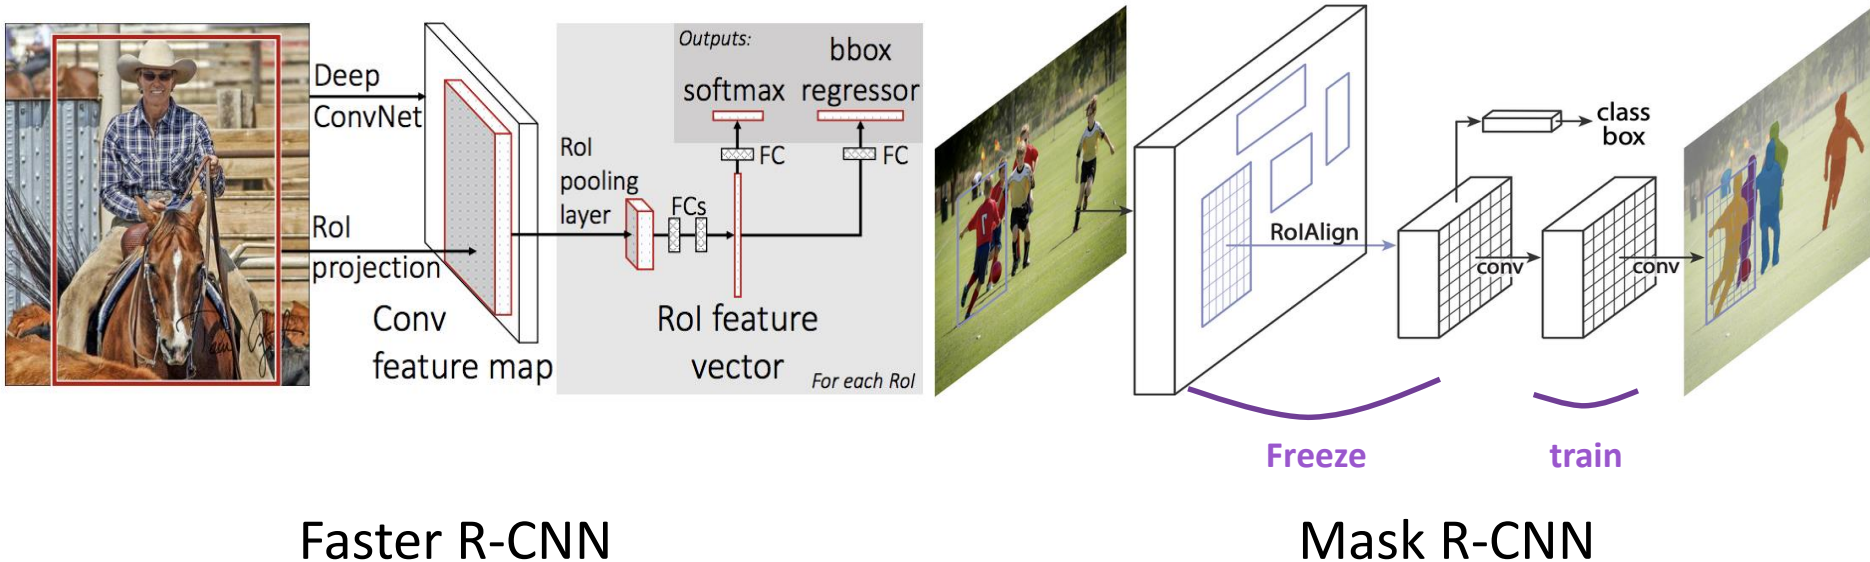 Deep
ConvNet
RoI
projection
Conv
feature map
RoI
pooling
layer
FCs
Outputs:
softmax
bbox
regressor
FC
FC
RoI feature
vector
For each RoI
Faster R-CNN
RoIAlign
class
box
conv
conv
Freeze
train
Mask R-CNN